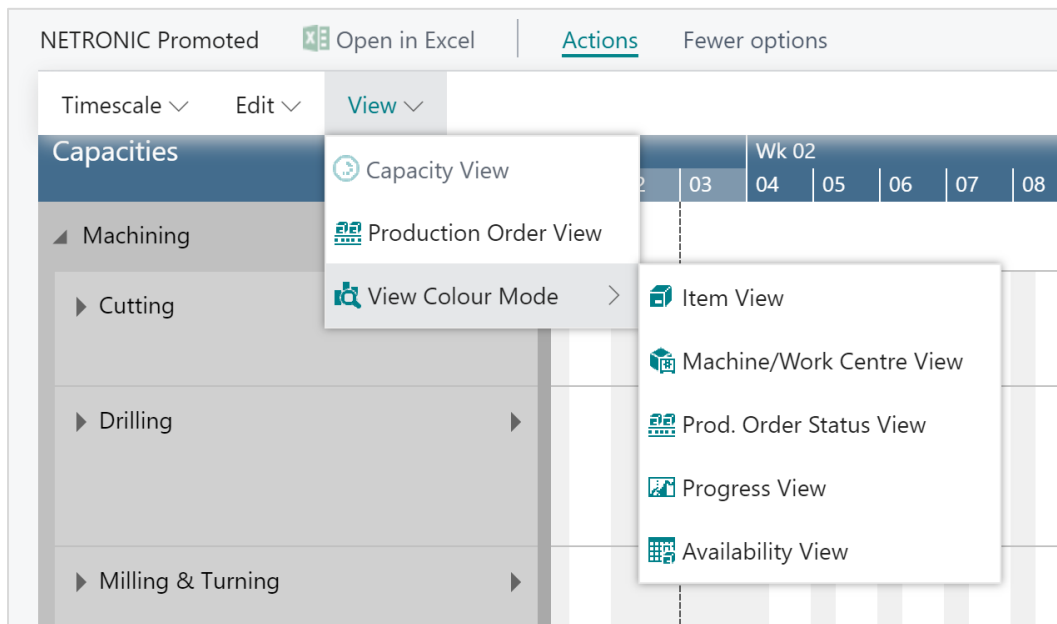 NETRONIC Promoted Open in Excel Actions Fewer options
Timescale Edit View
Capacities
Wk 02
03 04 05 06 07 08
Capacity View
Production Order View
View Colour Mode
Item View
Machine/Work Centre View
Prod. Order Status View
Progress View
Availability View
Machining
Cutting
Drilling
Milling & Turning